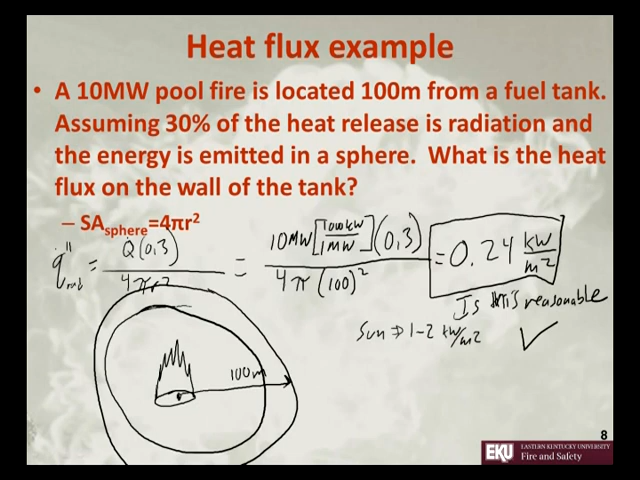 Heat flux example
• A 10MW pool fire is located 100m from a fuel tank.
Assuming 30% of the heat release is radiation and
the energy is emitted in a sphere. What is the heat
flux on the wall of the tank?
– SAsphere=4πr²
q̇"rad = Q̇(0,3) / 4πr² = 10MW [1000kW / 1MW] (0,3) / 4π(100)² = 0.24 kW/m²
Is this reasonable
Sun ⇒ 1-2 kW/m2 ✓
100m
8
EKU EASTERN KENTUCKY UNIVERSITY
Fire and Safety